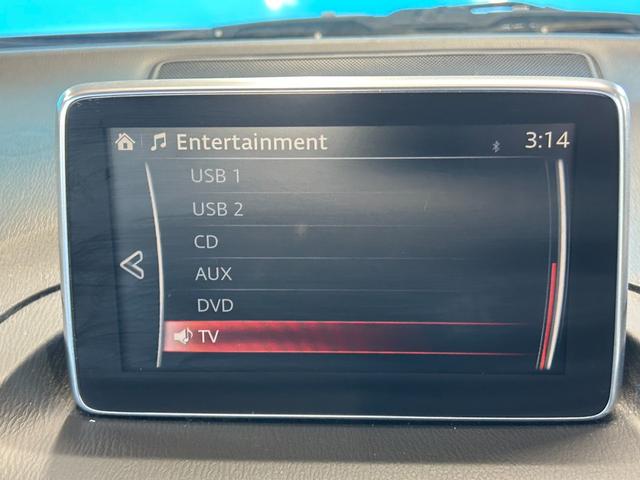 Entertainment 3:14
USB 1
USB 2
CD
AUX
DVD
TV